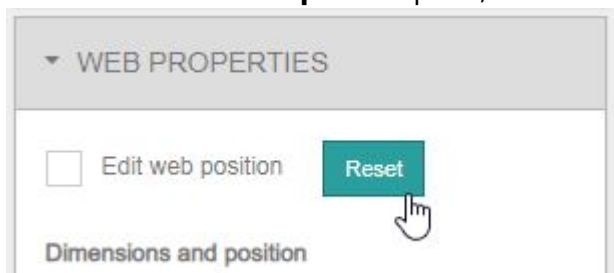 WEB PROPERTIES
Edit web position Reset
Dimensions and position